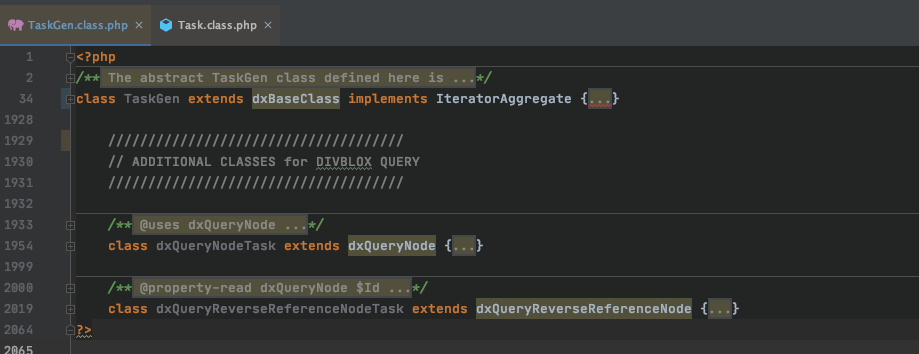 TaskGen.class.php × Task.class.php ×
1 <?php
2 /** The abstract TaskGen class defined here is ...*/
34 class TaskGen extends dxBaseClass implements IteratorAggregate {...}
1928
1929 /////////////////////////////////////
1930 // ADDITIONAL CLASSES for DIVBLOX QUERY
1931 /////////////////////////////////////
1932
1933 /** @uses dxQueryNode ...*/
1954 class dxQueryNodeTask extends dxQueryNode {...}
1999
2000 /** @property-read dxQueryNode $Id ...*/
2019 class dxQueryReverseReferenceNodeTask extends dxQueryReverseReferenceNode {...}
2064 ?>
2065